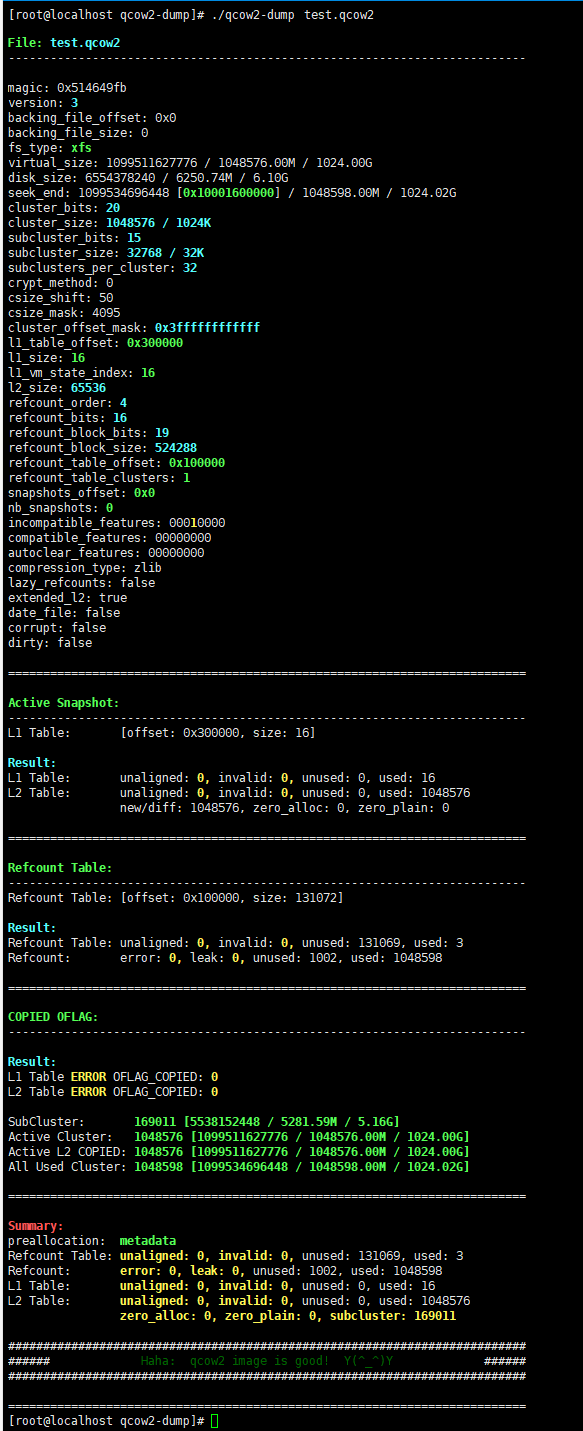 [root@localhost qcow2-dump]# ./qcow2-dump test.qcow2
File: test.qcow2
--------------------------------------------------------------------------
magic: 0x514649fb
version: 3
backing_file_offset: 0x0
backing_file_size: 0
fs_type: xfs
virtual_size: 1099511627776 / 1048576.00M / 1024.00G
disk_size: 6554378240 / 6250.74M / 6.10G
seek_end: 1099534696448 [0x10001600000] / 1048598.00M / 1024.02G
cluster_bits: 20
cluster_size: 1048576 / 1024K
subcluster_bits: 15
subcluster_size: 32768 / 32K
subclusters_per_cluster: 32
crypt_method: 0
csize_shift: 50
csize_mask: 4095
cluster_offset_mask: 0x3ffffffffffff
l1_table_offset: 0x300000
l1_size: 16
l1_vm_state_index: 16
l2_size: 65536
refcount_order: 4
refcount_bits: 16
refcount_block_bits: 19
refcount_block_size: 524288
refcount_table_offset: 0x100000
refcount_table_clusters: 1
snapshots_offset: 0x0
nb_snapshots: 0
incompatible_features: 00010000
compatible_features: 00000000
autoclear_features: 00000000
compression_type: zlib
lazy_refcounts: false
extended_l2: true
date_file: false
corrupt: false
dirty: false
==========================================================================
Active Snapshot:
--------------------------------------------------------------------------
L1 Table:       [offset: 0x300000, size: 16]
Result:
L1 Table:       unaligned: 0, invalid: 0, unused: 0, used: 16
L2 Table:       unaligned: 0, invalid: 0, unused: 0, used: 1048576
                new/diff: 1048576, zero_alloc: 0, zero_plain: 0
==========================================================================
Refcount Table:
--------------------------------------------------------------------------
Refcount Table: [offset: 0x100000, size: 131072]
Result:
Refcount Table: unaligned: 0, invalid: 0, unused: 131069, used: 3
Refcount:       error: 0, leak: 0, unused: 1002, used: 1048598
==========================================================================
COPIED OFLAG:
--------------------------------------------------------------------------
Result:
L1 Table ERROR OFLAG_COPIED: 0
L2 Table ERROR OFLAG_COPIED: 0
SubCluster:       169011 [5538152448 / 5281.59M / 5.16G]
Active Cluster:   1048576 [1099511627776 / 1048576.00M / 1024.00G]
Active L2 COPIED: 1048576 [1099511627776 / 1048576.00M / 1024.00G]
All Used Cluster: 1048598 [1099534696448 / 1048598.00M / 1024.02G]
==========================================================================
Summary:
preallocation:  metadata
Refcount Table: unaligned: 0, invalid: 0, unused: 131069, used: 3
Refcount:       error: 0, leak: 0, unused: 1002, used: 1048598
L1 Table:       unaligned: 0, invalid: 0, unused: 0, used: 16
L2 Table:       unaligned: 0, invalid: 0, unused: 0, used: 1048576
                zero_alloc: 0, zero_plain: 0, subcluster: 169011
##########################################################################
######             Haha:  qcow2 image is good!  Y(^_^)Y             ######
##########################################################################
==========================================================================
[root@localhost qcow2-dump]#